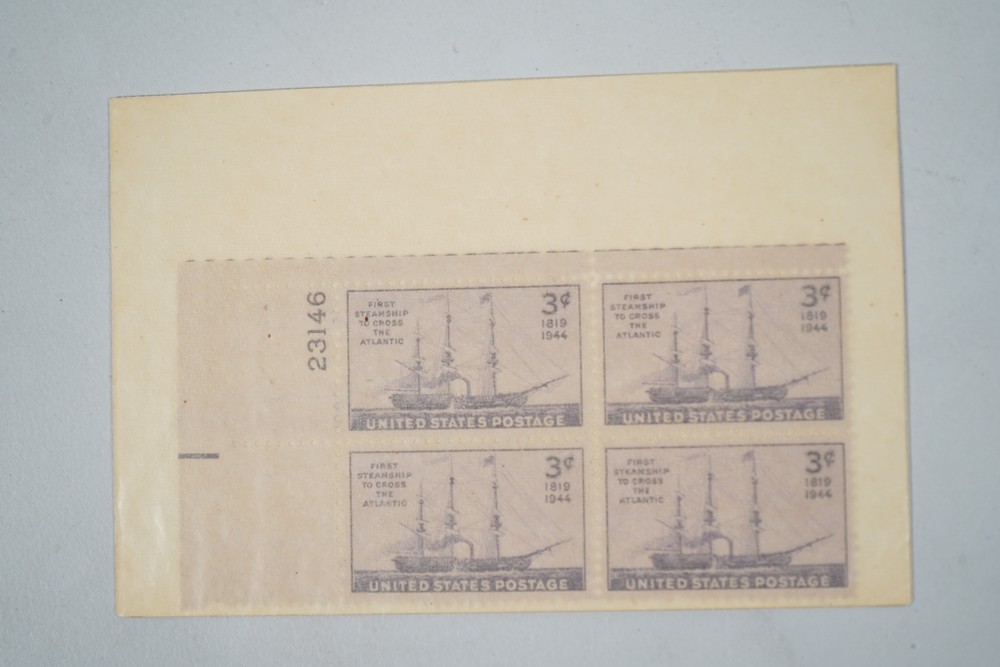 23146
FIRST
STEAMSHIP
TO CROSS
THE
ATLANTIC
3¢
1819
1944
UNITED STATES POSTAGE
FIRST
STEAMSHIP
TO CROSS
THE
ATLANTIC
3¢
1819
1944
UNITED STATES POSTAGE
FIRST
STEAMSHIP
TO CROSS
THE
ATLANTIC
3¢
1819
1944
UNITED STATES POSTAGE
FIRST
STEAMSHIP
TO CROSS
THE
ATLANTIC
3¢
1819
1944
UNITED STATES POSTAGE